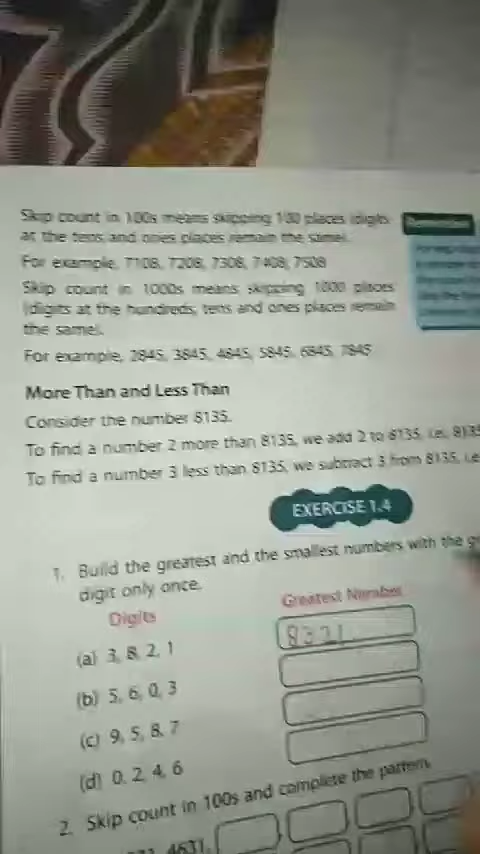 Skip count in 100s means skipping 100 places (digits
at the tens and ones places remain the same).
For example, 7108, 7208, 7308, 7408, 7508
Skip count in 1000s means skipping 1000 places
(digits at the hundreds, tens and ones places remain
the same).
For example, 2845, 3845, 4845, 5845, 6845, 7845
More Than and Less Than
Consider the number 8135.
To find a number 2 more than 8135, we add 2 to 8135, i.e., 8135
To find a number 3 less than 8135, we subtract 3 from 8135, i.e
EXERCISE 1.4
1. Build the greatest and the smallest numbers with the g
digit only once.
Digits Greatest Number
(a) 3, 8, 2, 1 8321
(b) 5, 6, 0, 3
(c) 9, 5, 8, 7
(d) 0, 2, 4, 6
2. Skip count in 100s and complete the pattern.
4631,